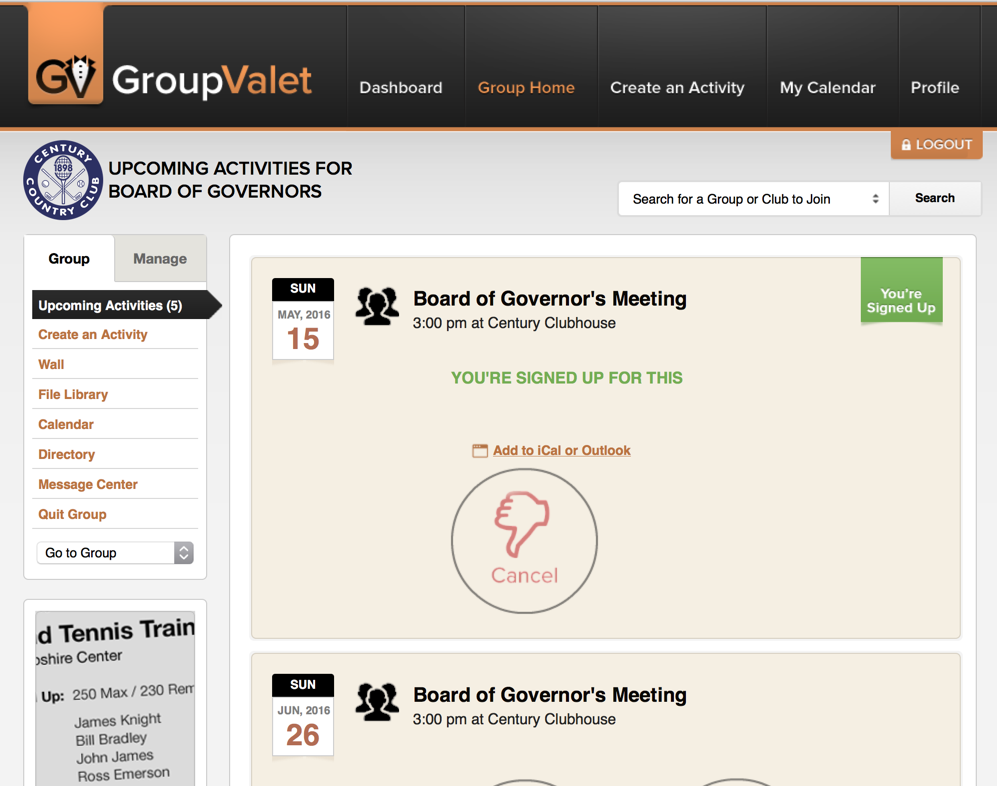 GV GroupValet
Dashboard
Group Home
Create an Activity
My Calendar
Profile
LOGOUT
CENTURY
1898
COUNTRY CLUB
UPCOMING ACTIVITIES FOR
BOARD OF GOVERNORS
Search for a Group or Club to Join
Search
Group
Manage
Upcoming Activities (5)
Create an Activity
Wall
File Library
Calendar
Directory
Message Center
Quit Group
Go to Group
d Tennis Train
pshire Center
Up: 250 Max / 230 Rem
James Knight
Bill Bradley
John James
Ross Emerson
SUN
MAY, 2016
15
Board of Governor's Meeting
3:00 pm at Century Clubhouse
You're
Signed Up
YOU'RE SIGNED UP FOR THIS
Add to iCal or Outlook
Cancel
SUN
JUN, 2016
26
Board of Governor's Meeting
3:00 pm at Century Clubhouse